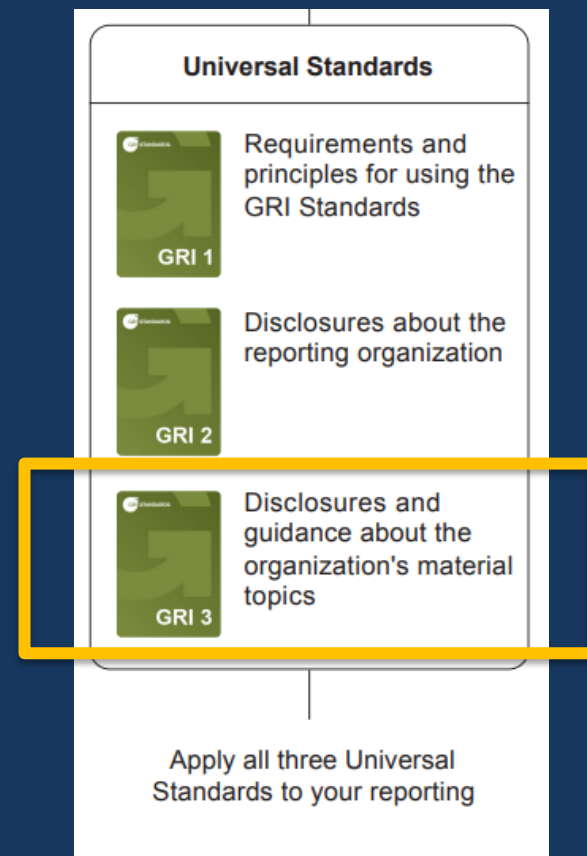 Universal Standards
Requirements and
principles for using the
GRI Standards
GRI 1
Disclosures about the
reporting organization
GRI 2
Disclosures and
guidance about the
organization's material
topics
GRI 3
Apply all three Universal
Standards to your reporting